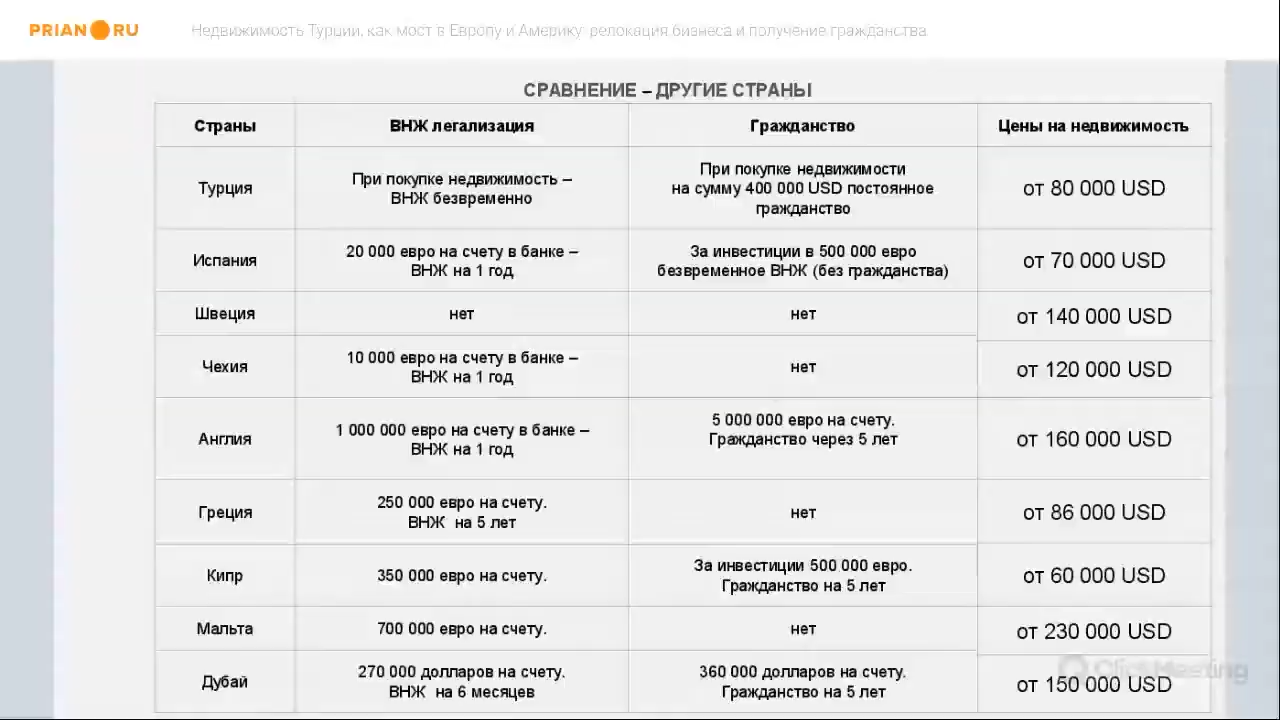 PRIAN RU
Недвижимость Турции, как мост в Европу и Америку: релокация бизнеса и получение гражданства
СРАВНЕНИЕ – ДРУГИЕ СТРАНЫ
Страны
ВНЖ легализация
Гражданство
Цены на недвижимость
Турция
При покупке недвижимость –
ВНЖ безвременно
При покупке недвижимости
на сумму 400 000 USD постоянное
гражданство
от 80 000 USD
Испания
20 000 евро на счету в банке –
ВНЖ на 1 год
За инвестиции в 500 000 евро
безвременное ВНЖ (без гражданства)
от 70 000 USD
Швеция
нет
нет
от 140 000 USD
Чехия
10 000 евро на счету в банке –
ВНЖ на 1 год
нет
от 120 000 USD
Англия
1 000 000 евро на счету в банке –
ВНЖ на 1 год
5 000 000 евро на счету.
Гражданство через 5 лет
от 160 000 USD
Греция
250 000 евро на счету.
ВНЖ на 5 лет
нет
от 86 000 USD
Кипр
350 000 евро на счету.
За инвестиции 500 000 евро.
Гражданство на 5 лет
от 60 000 USD
Мальта
700 000 евро на счету.
нет
от 230 000 USD
Дубай
270 000 долларов на счету.
ВНЖ на 6 месяцев
360 000 долларов на счету.
Гражданство на 5 лет
от 150 000 USD
ClickMeeting